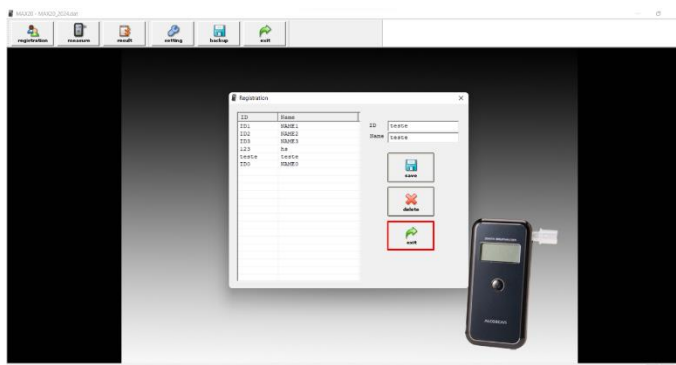 MAX20 - MAX20_2024.dat
registration measure result setting backup exit
Registration
ID Name
ID1 NAME1
ID2 NAME2
ID3 NAME3
123 hs
teste teste
ID0 NAME0
ID teste
Name teste
save
delete
exit